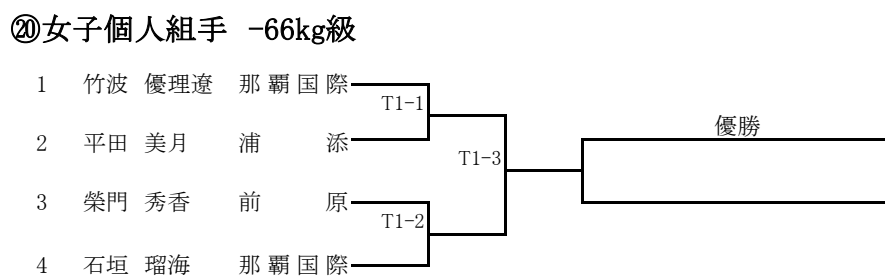 ⑳女子個人組手 -66kg級
1 竹波 優理遼 那覇国際
T1-1
優勝
2 平田 美月 浦添
T1-3
3 榮門 秀香 前原
T1-2
4 石垣 瑠海 那覇国際